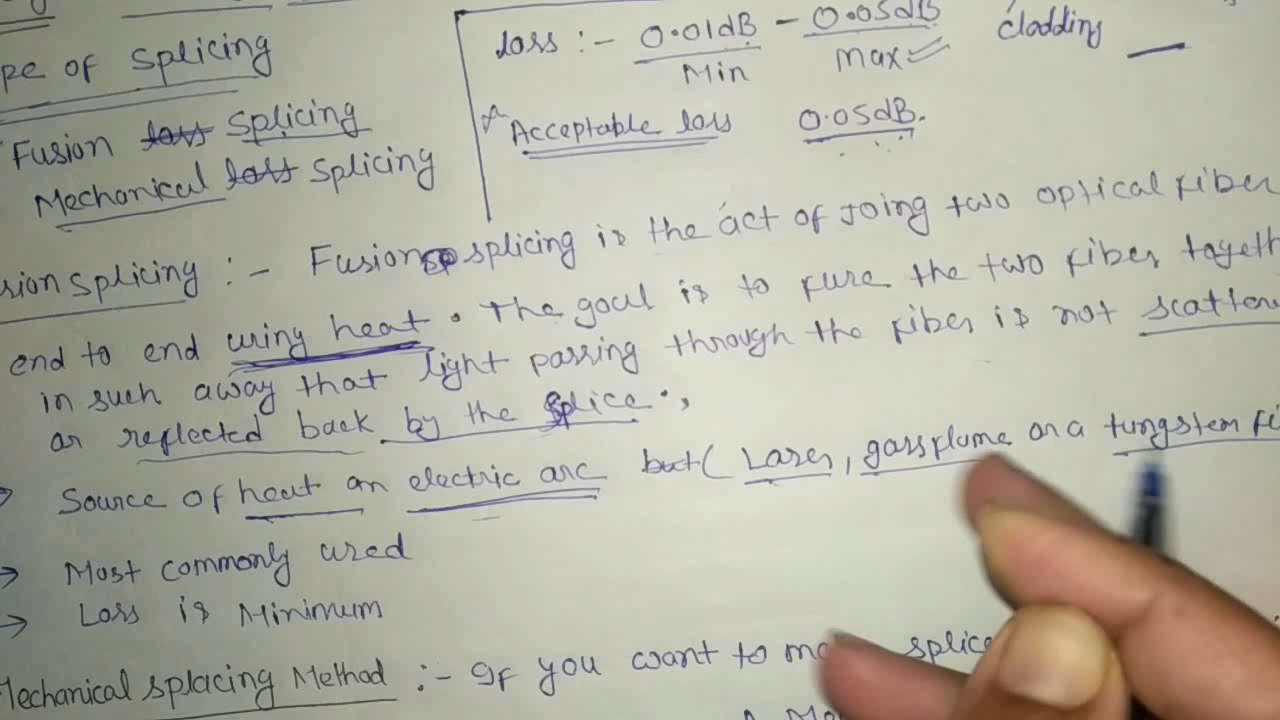 pe of splicing
Loss :- 0.01dB - 0.05dB cladding
Min max
Fusion loss Splicing
Acceptable loss 0.05dB.
Mechanical loss splicing
sion splicing :- Fusion splicing is the act of Joing two optical fiber
end to end using heat. The goal is to fuse the two fiber togeth
in such away that light passing through the fiber is not scattere
or reflected back by the splice.
Source of heat an electric arc but ( Laser, gassflame or a tungstem fi
→ Most commonly used
→ Loss is Minimum
Mechanical splacing Method :- If you want to ma splice